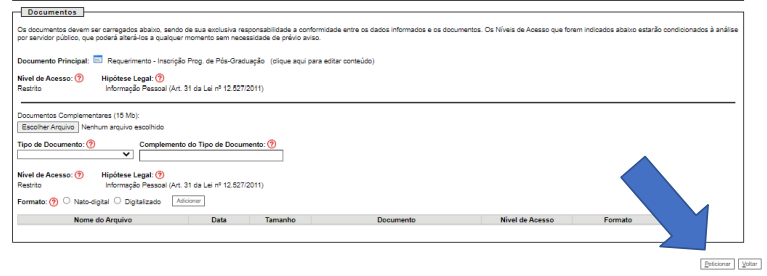 Documentos
Os documentos devem ser carregados abaixo, sendo de sua exclusiva responsabilidade a conformidade entre os dados informados e os documentos. Os Níveis de Acesso que forem indicados abaixo estarão condicionados à análise
por servidor público, que poderá alterá-los a qualquer momento sem necessidade de prévio aviso.
Documento Principal: Requerimento - Inscrição Prog. de Pós-Graduação (clique aqui para editar conteúdo)
Nível de Acesso: ? Hipótese Legal: ?
Restrito Informação Pessoal (Art. 31 da Lei nº 12.527/2011)
Documentos Complementares (15 Mb):
Escolher Arquivo Nenhum arquivo escolhido
Tipo de Documento: ? Complemento do Tipo de Documento: ?
Nível de Acesso: ? Hipótese Legal: ?
Restrito Informação Pessoal (Art. 31 da Lei nº 12.527/2011)
Formato: ? Nato-digital Digitalizado Adicionar
Nome do Arquivo Data Tamanho Documento Nível de Acesso Formato
Peticionar Voltar